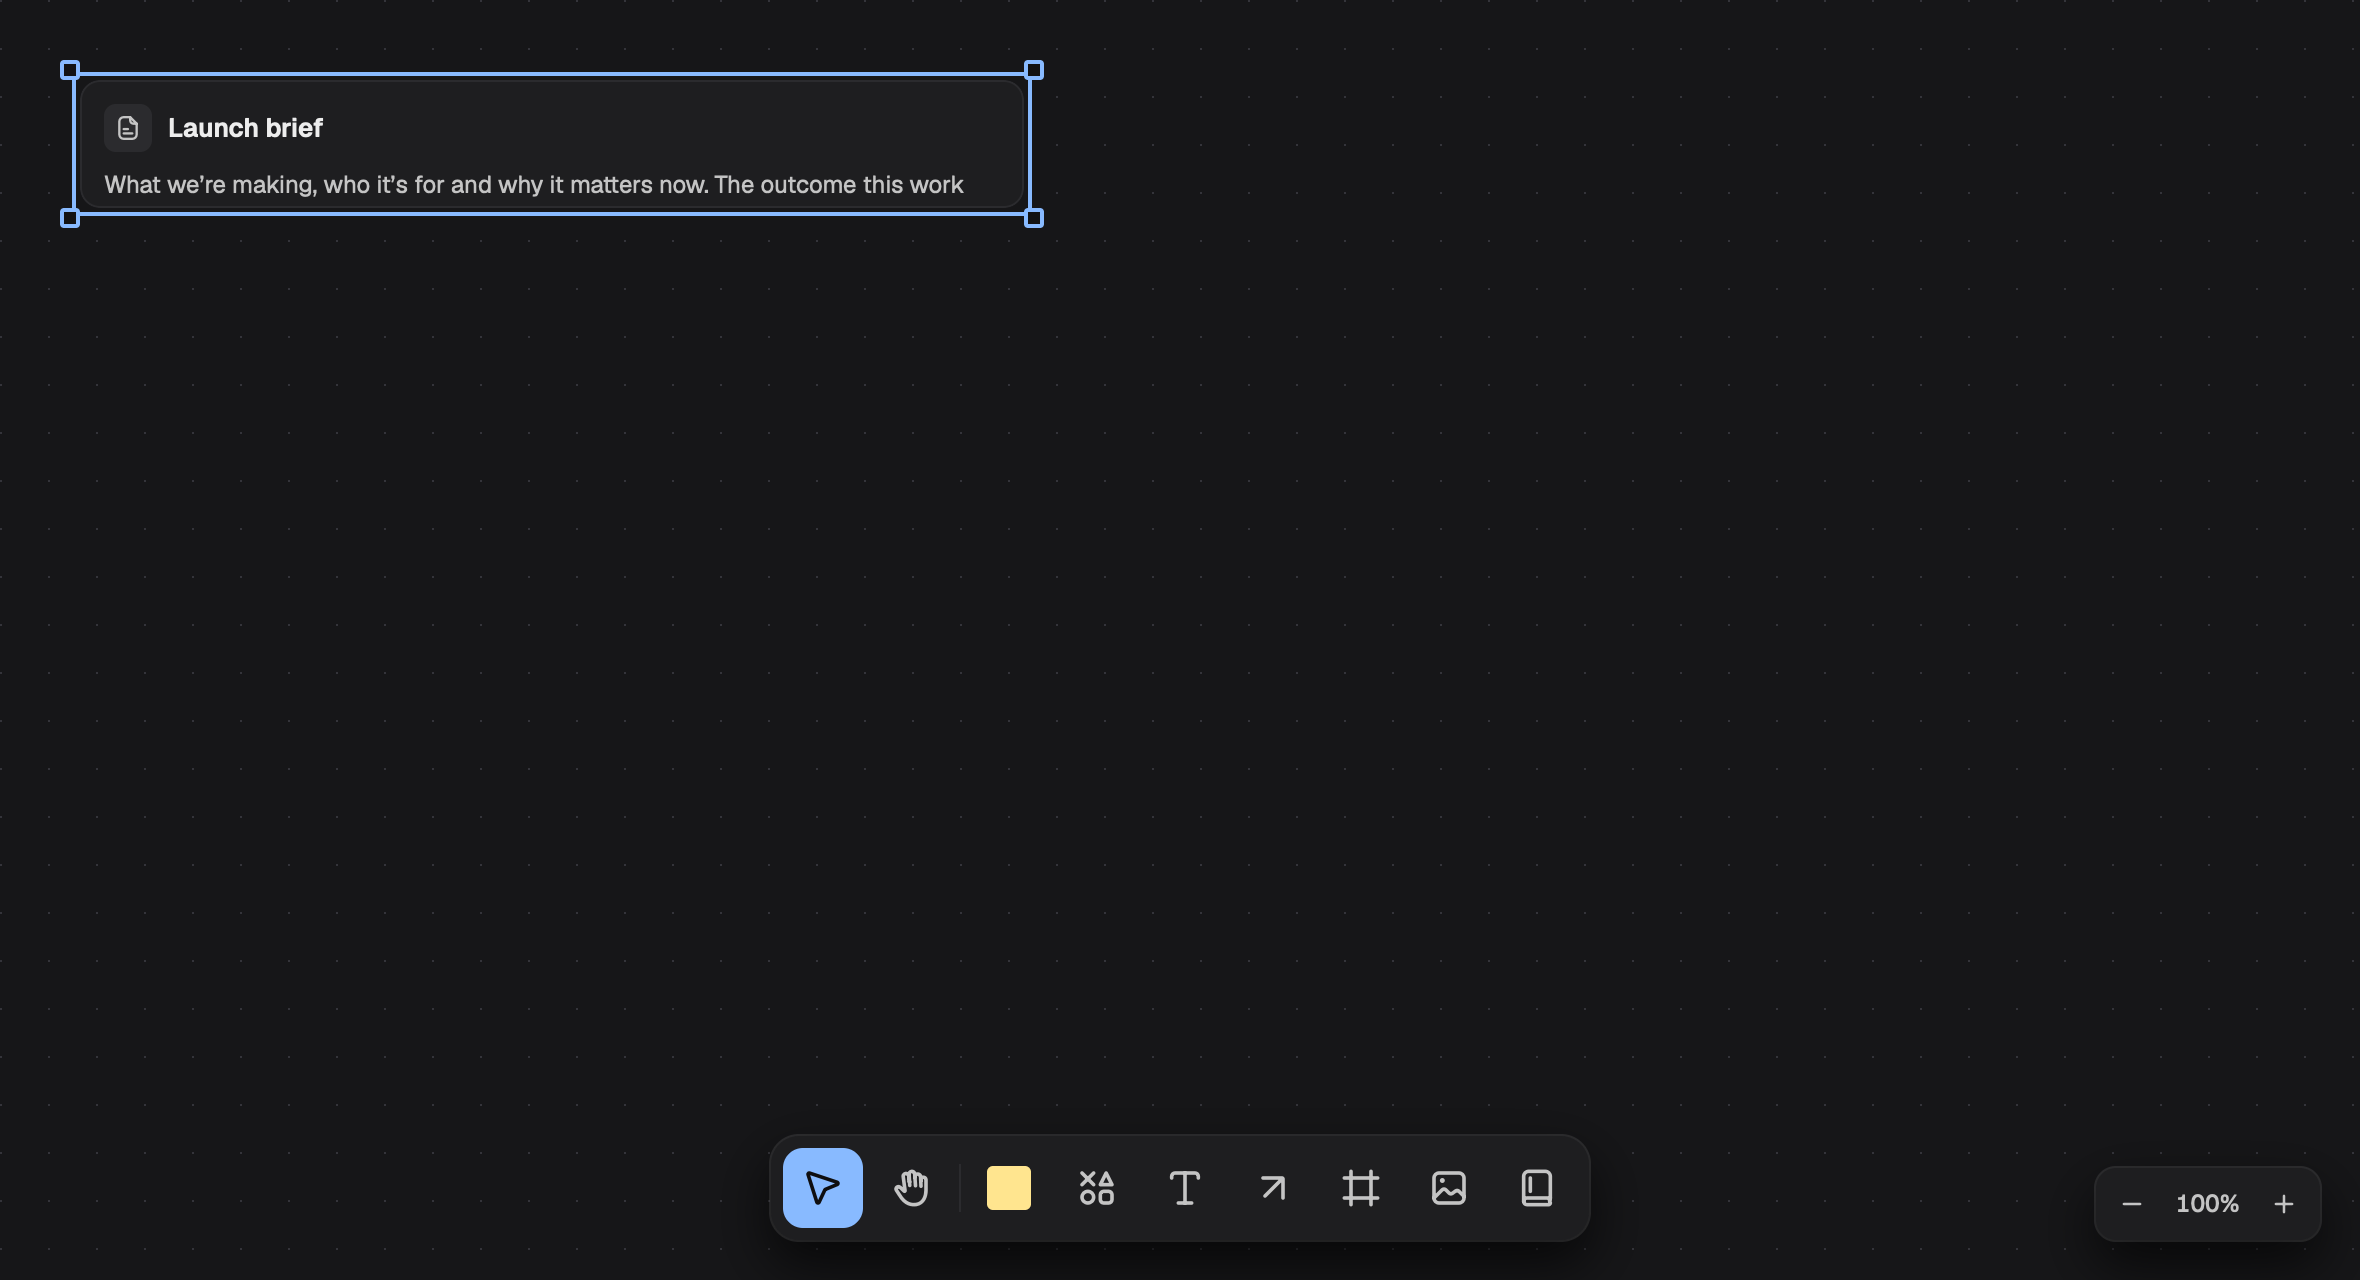 Launch brief
What we’re making, who it’s for and why it matters now. The outcome this work
100%